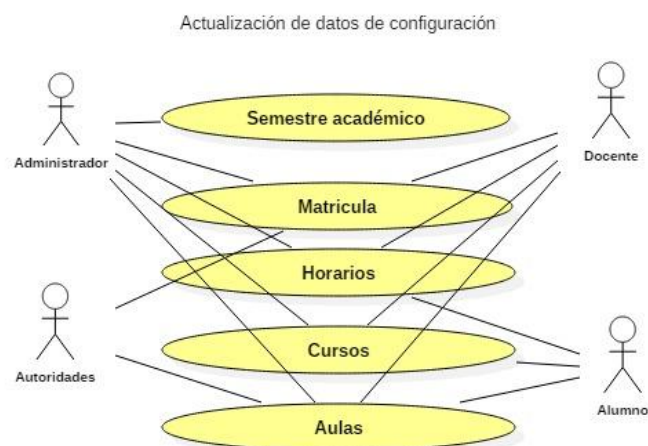 Actualización de datos de configuración
Semestre académico
Administrador
Docente
Matricula
Horarios
Cursos
Autoridades
Alumno
Aulas